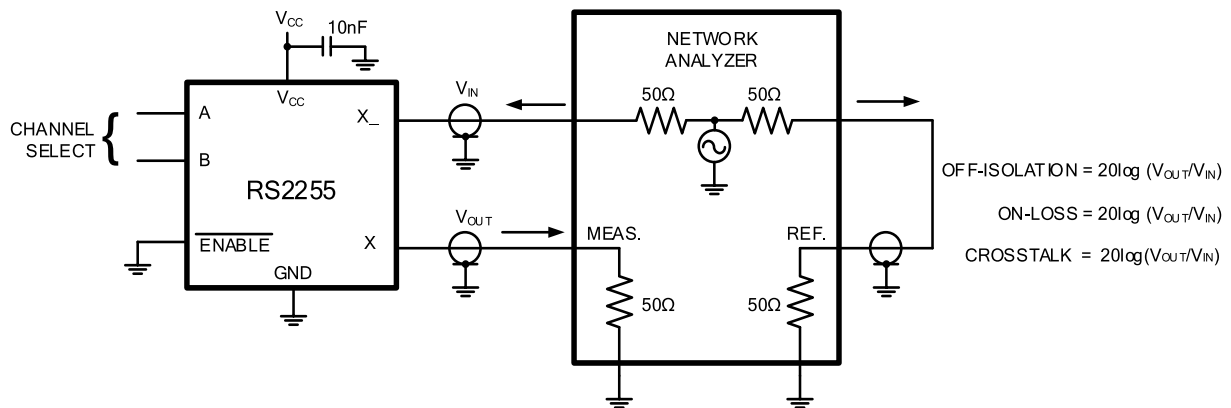 V_CC
10nF
V_CC
A
B
X_
CHANNEL
SELECT
{
RS2255
ENABLE
X
GND
V_IN
V_OUT
NETWORK
ANALYZER
50Ω
50Ω
MEAS.
REF.
50Ω
50Ω
OFF-ISOLATION = 20log (V_OUT/V_IN)
ON-LOSS = 20log (V_OUT/V_IN)
CROSSTALK = 20log(V_OUT/V_IN)